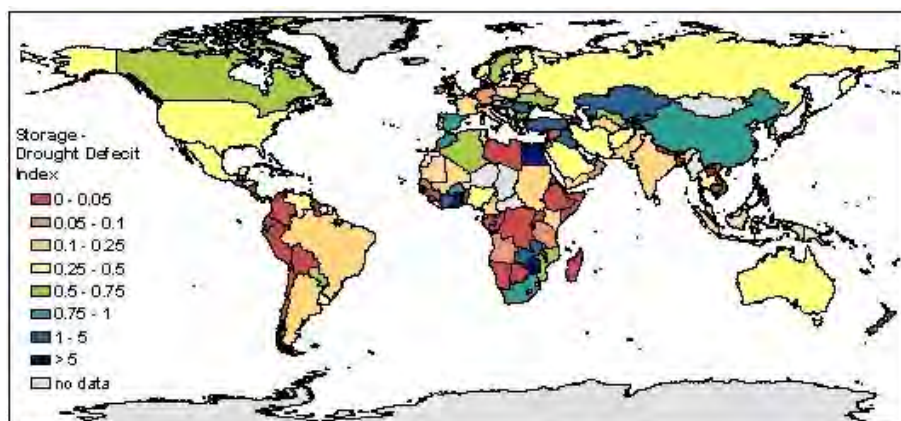 Storage -
Drought Defecit
Index
0 - 0.05
0.05 - 0.1
0.1 - 0.25
0.25 - 0.5
0.5 - 0.75
0.75 - 1
1 - 5
>5
no data